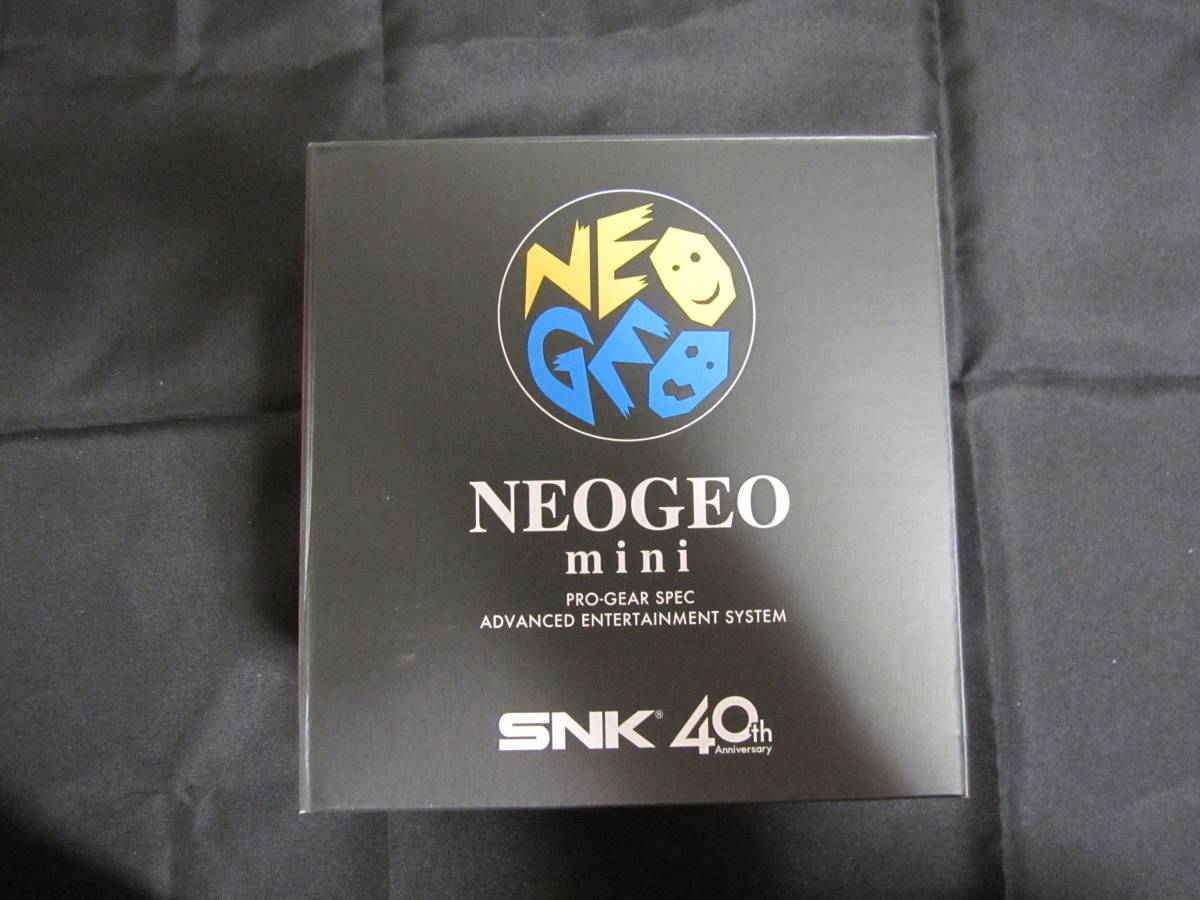 NEO
GEO
NEOGEO
mini
PRO-GEAR SPEC
ADVANCED ENTERTAINMENT SYSTEM
SNK® 40th
Anniversary